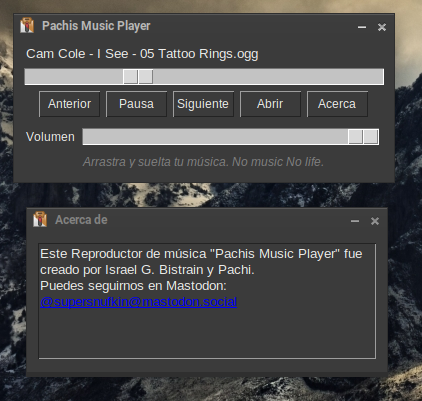 Pachis Music Player
Cam Cole - I See - 05 Tattoo Rings.ogg
Anterior Pausa Siguiente Abrir Acerca
Volumen
Arrastra y suelta tu música. No music No life.
Acerca de
Este Reproductor de música "Pachis Music Player" fue
creado por Israel G. Bistrain y Pachi.
Puedes seguirnos en Mastodon:
@supersnufkin@mastodon.social